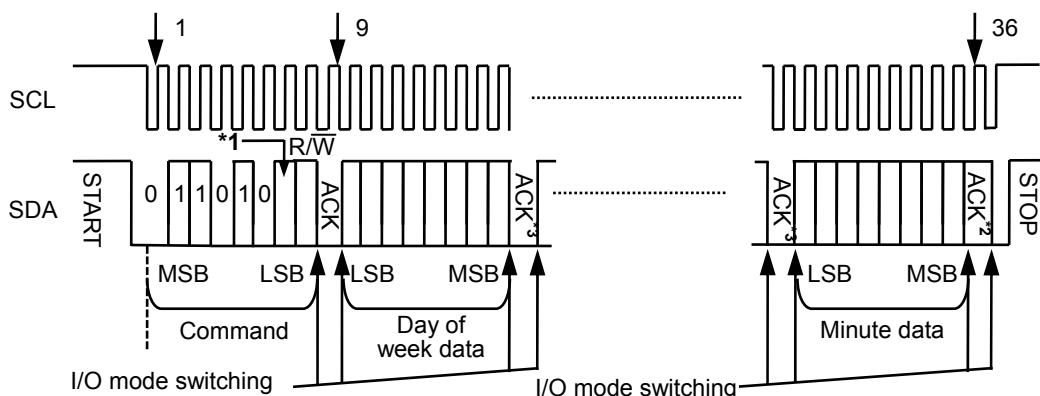 1 9 36
SCL
*1 R/W
SDA START 0 1 1 0 1 0 ACK ACK*3 ACK*3 ACK*2 STOP
MSB LSB LSB MSB LSB MSB
Command Day of week data Minute data
I/O mode switching I/O mode switching